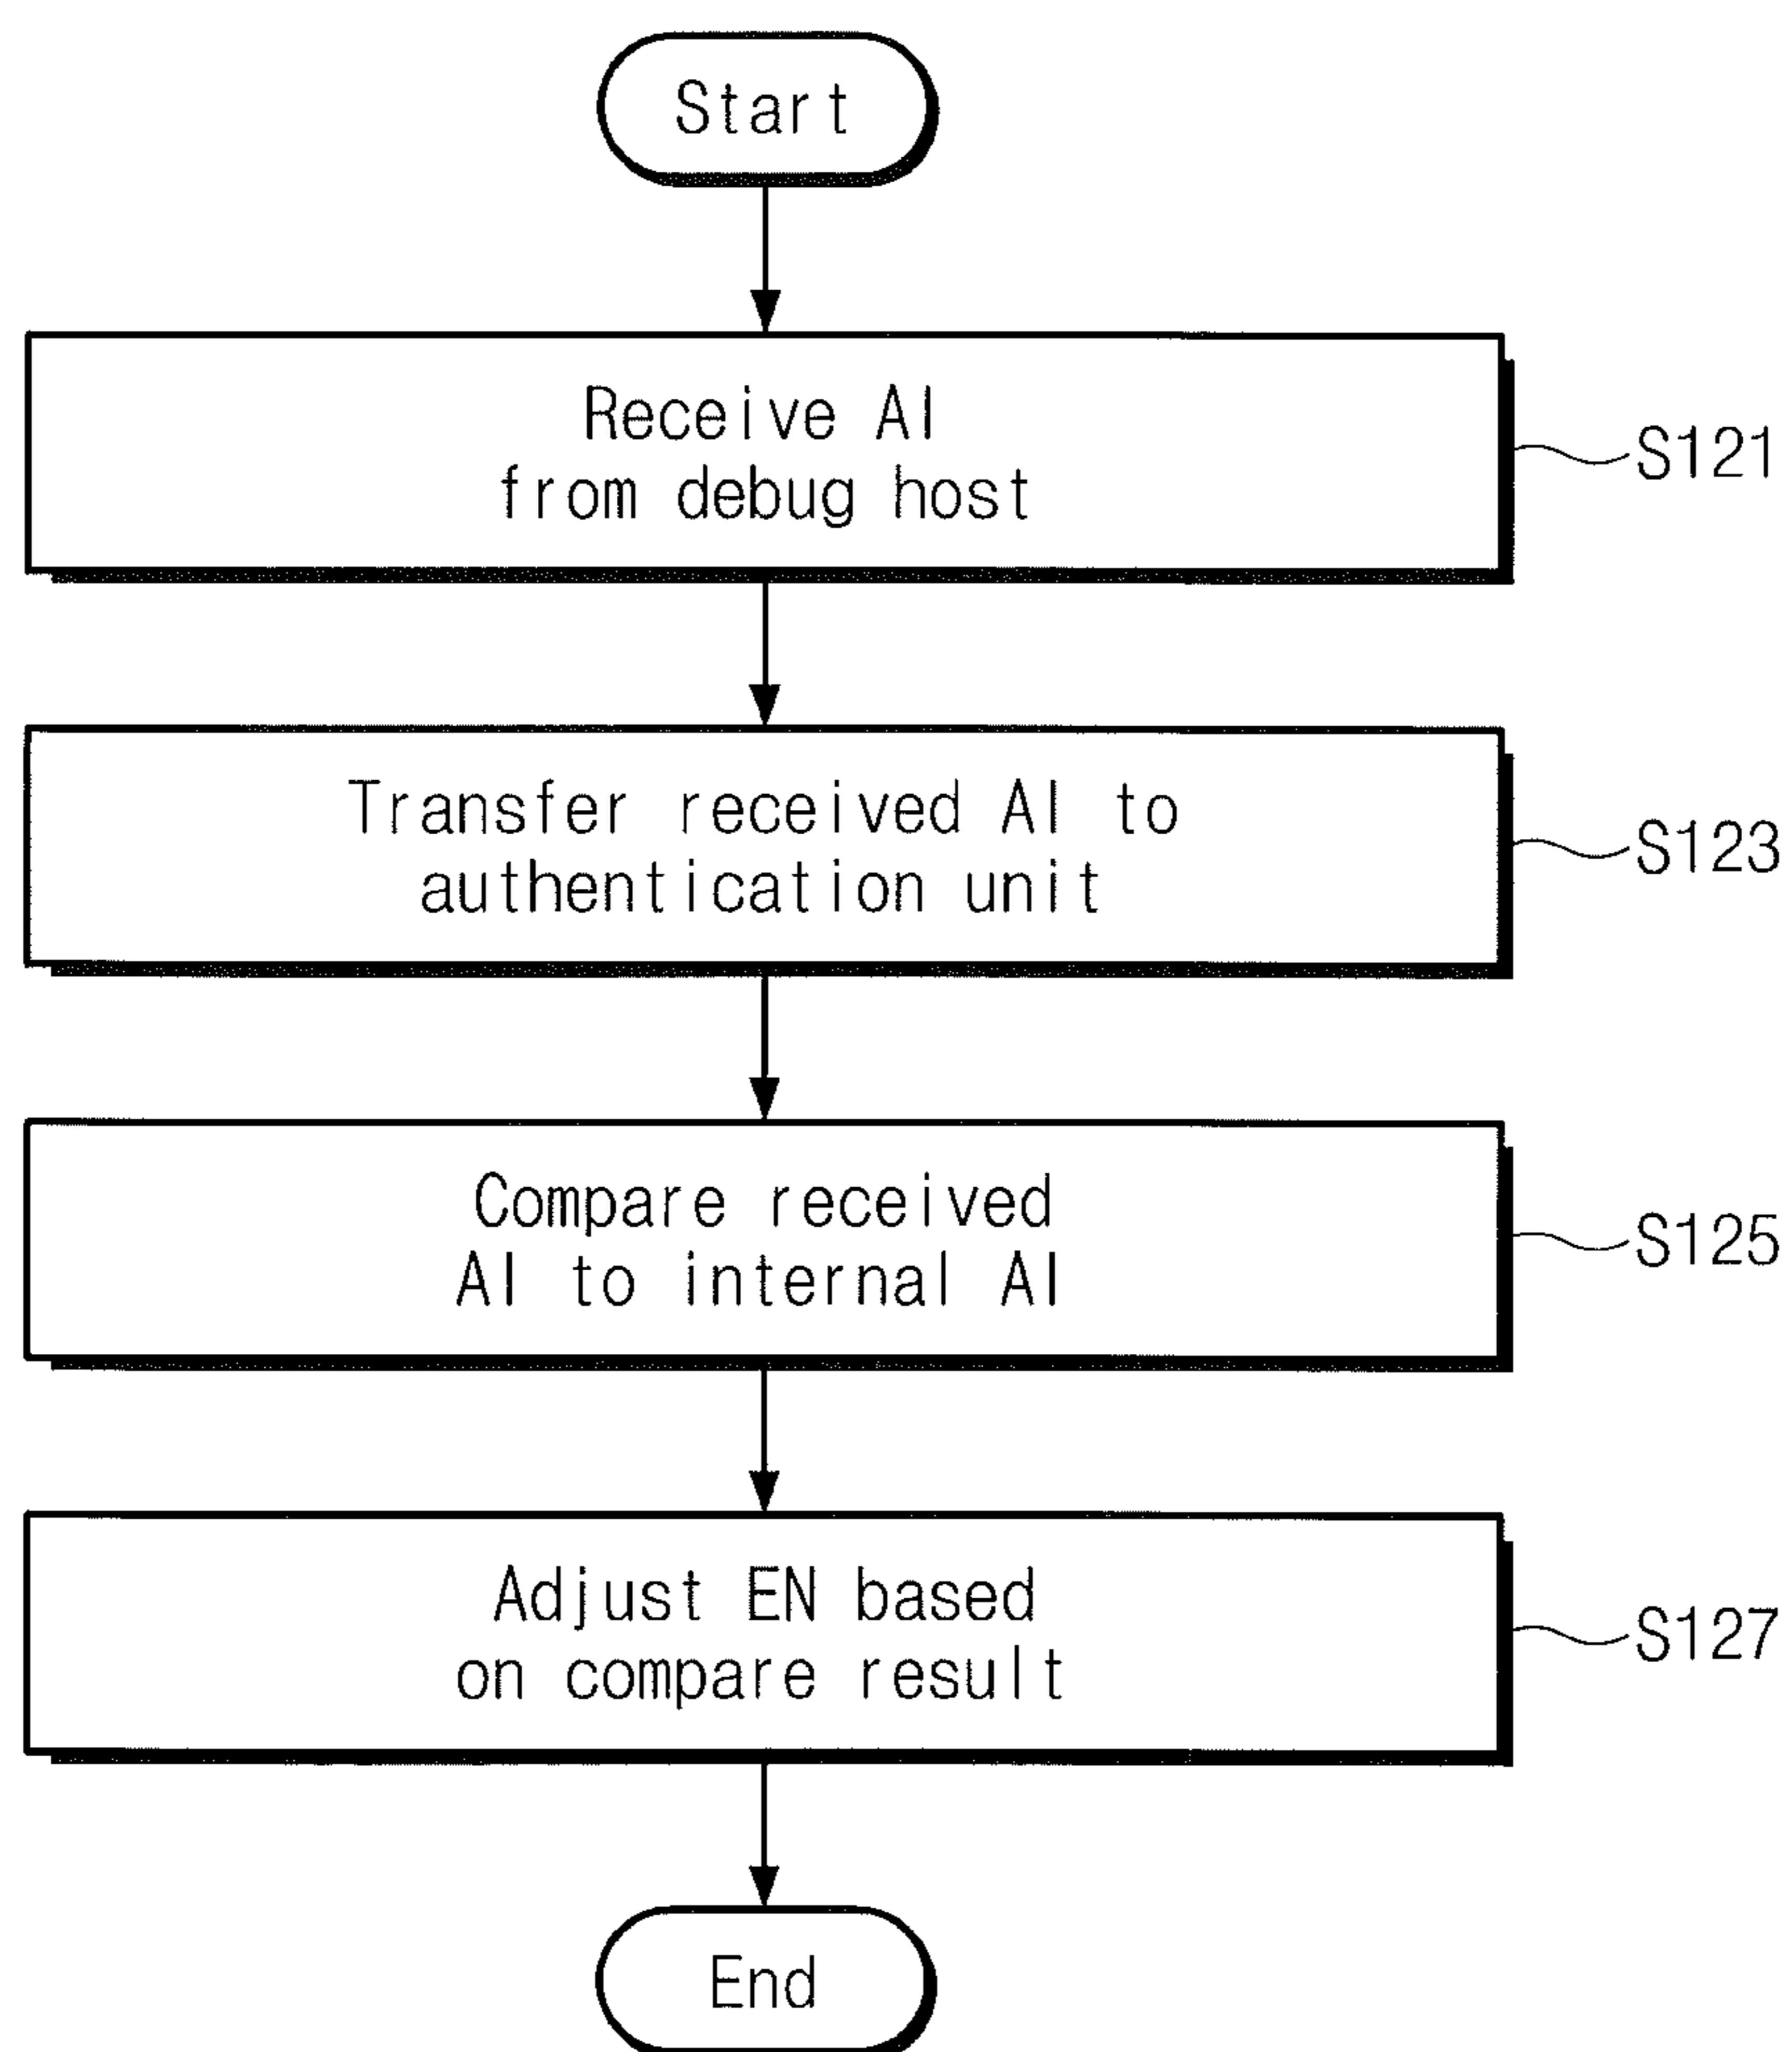 Start
Receive AI
from debug host
S121
Transfer received AI to
authentication unit
S123
Compare received
AI to internal AI
S125
Adjust EN based
on compare result
S127
End